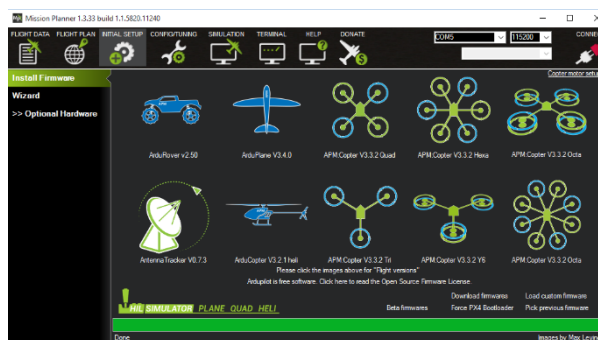 Mission Planner 1.3.33 build 1.1.5820.11240
FLIGHT DATA FLIGHT PLAN INITIAL SETUP CONFIG/TUNING SIMULATION TERMINAL HELP DONATE
COM5 115200 CONNE
Install Firmware
Copter motor setu
Wizard
>> Optional Hardware
ArduRover v2.50 ArduPlane V3.4.0 APM:Copter V3.3.2 Quad APM:Copter V3.3.2 Hexa APM:Copter V3.3.2 Octa
AntennaTracker V0.7.3 ArduCopter V3.2.1 heli APM:Copter V3.3.2 Tri APM:Copter V3.3.2 Y6 APM:Copter V3.3.2 Octa
Please click the images above for "Flight versions"
Ardupilot is free software. Click here to read the Open Source Firmware License.
HIL SIMULATOR PLANE QUAD HELI
Download firmwares Load custom firmware
Beta firmwares Force PX4 Bootloader Pick previous firmware
Done
Images by Max Levin